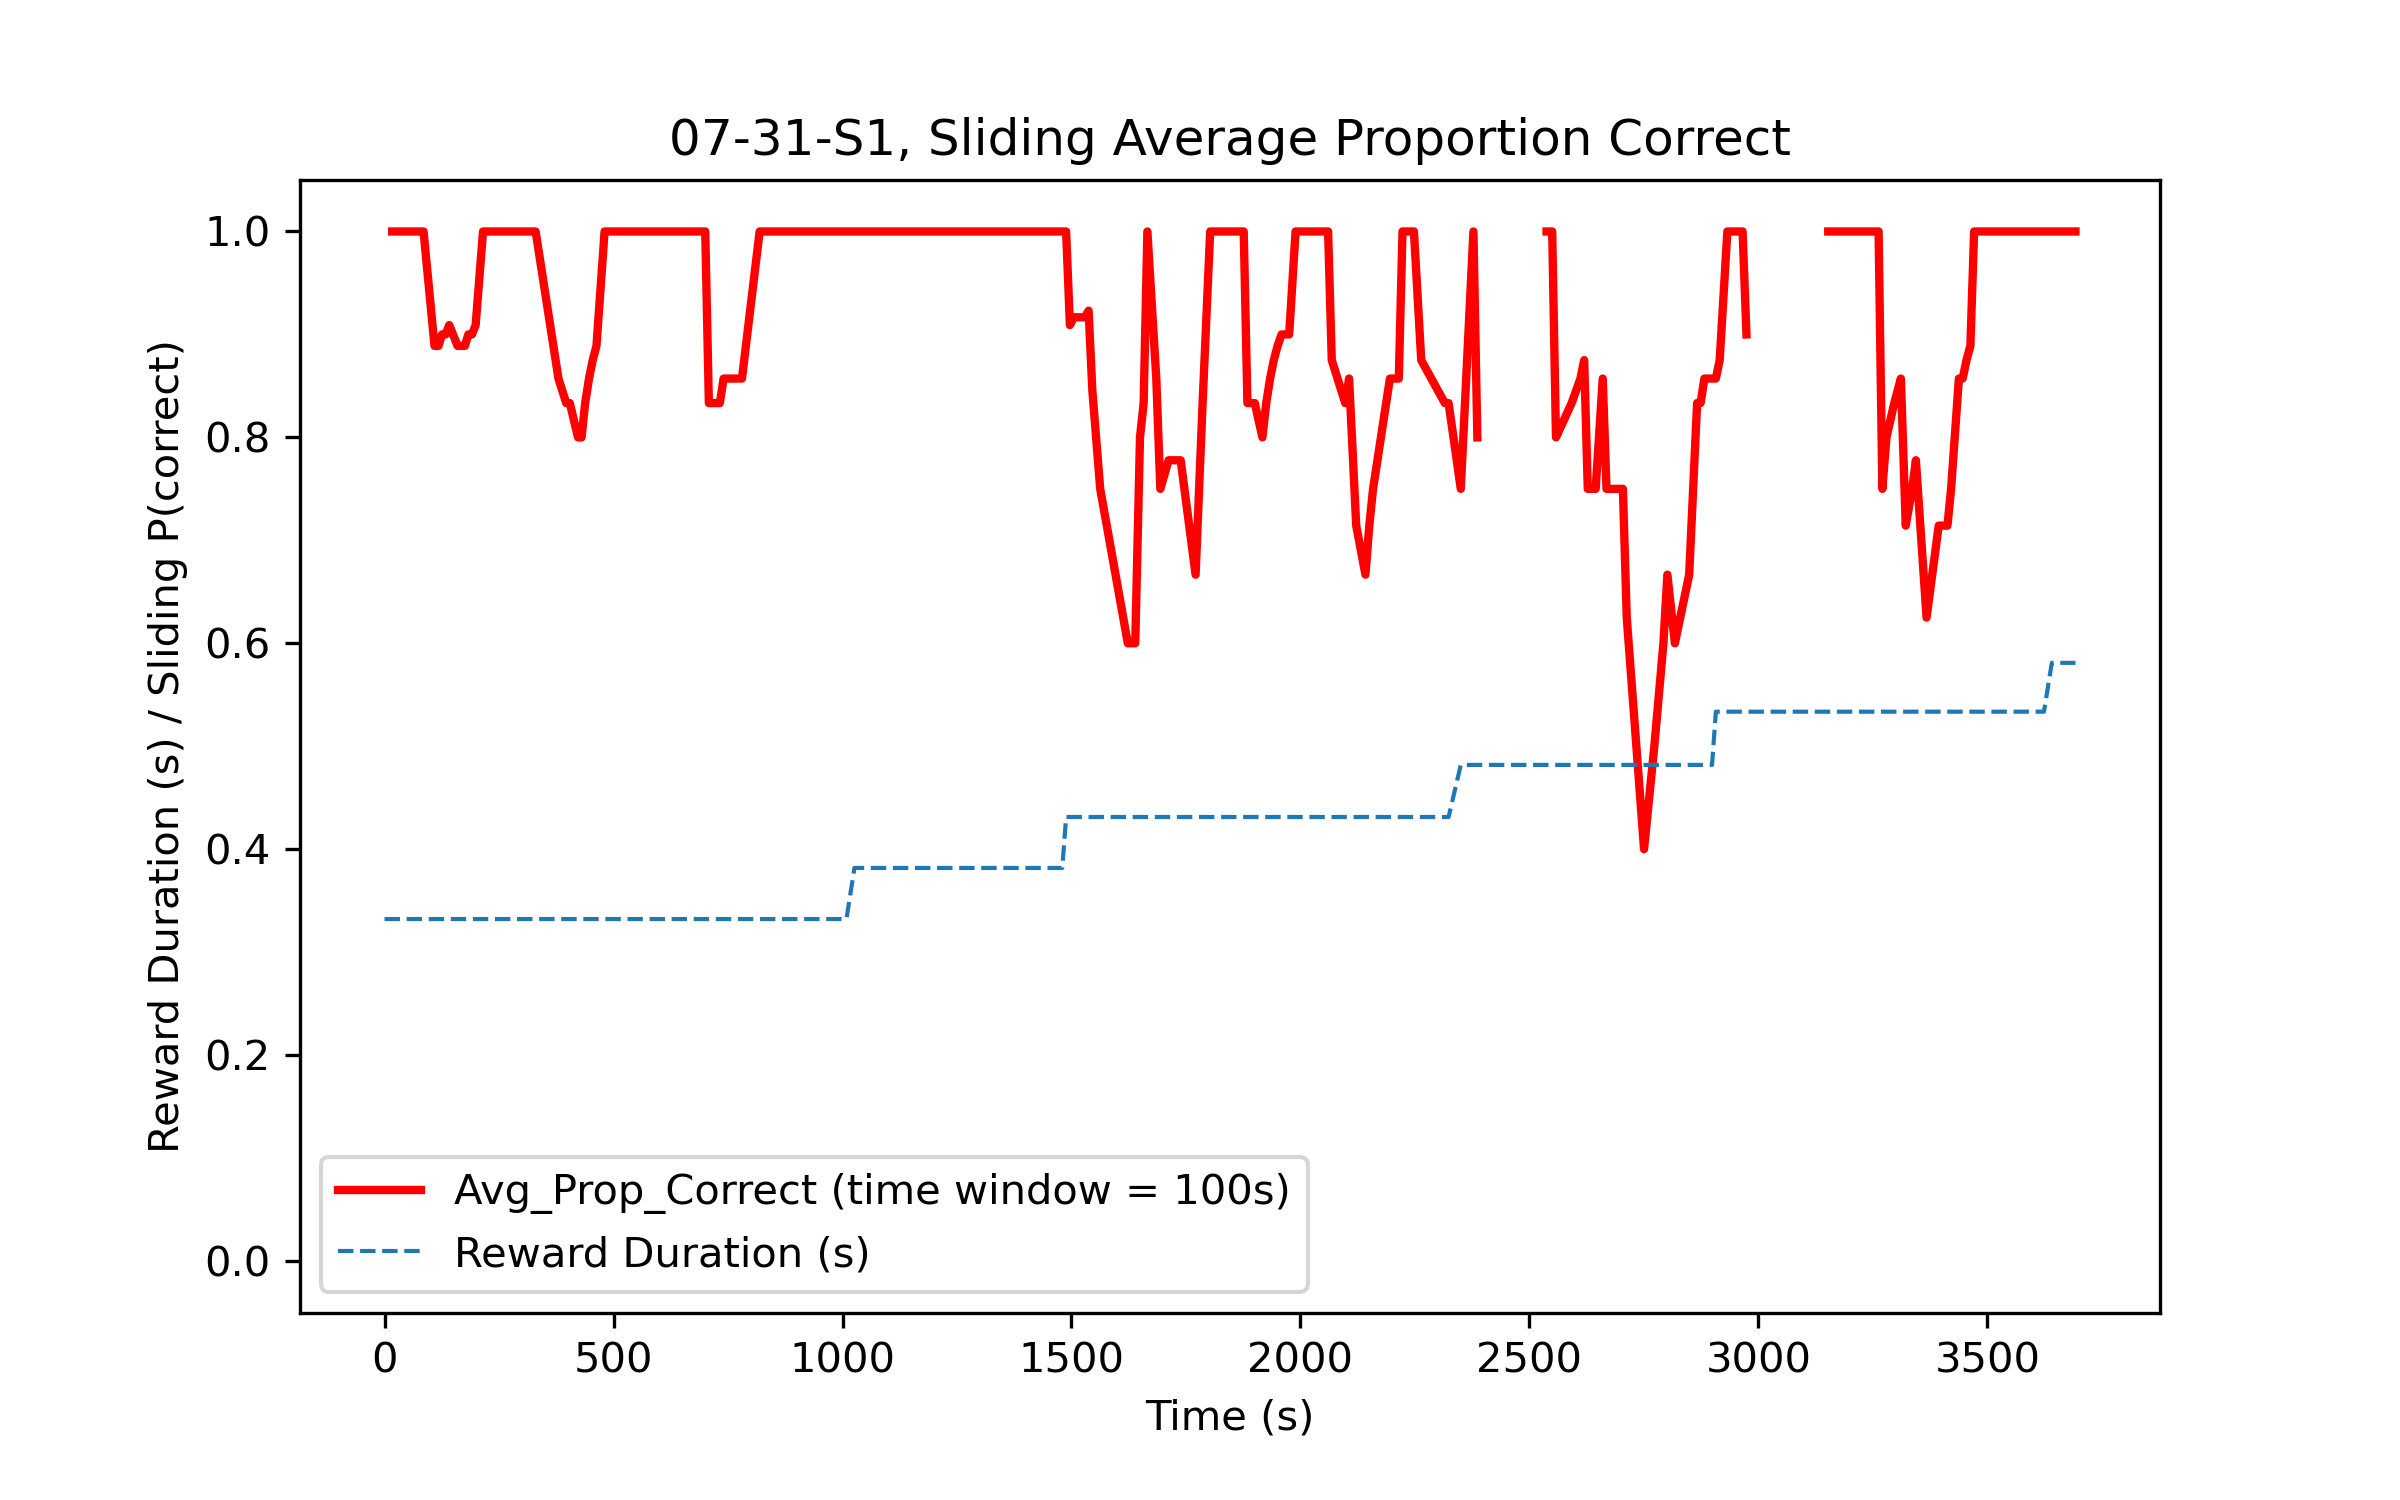 07-31-S1, Sliding Average Proportion Correct
Reward Duration (s) / Sliding P(correct)
1.0
0.8
0.6
0.4
0.2
0.0
Avg_Prop_Correct (time window = 100s)
Reward Duration (s)
0 500 1000 1500 2000 2500 3000 3500
Time (s)